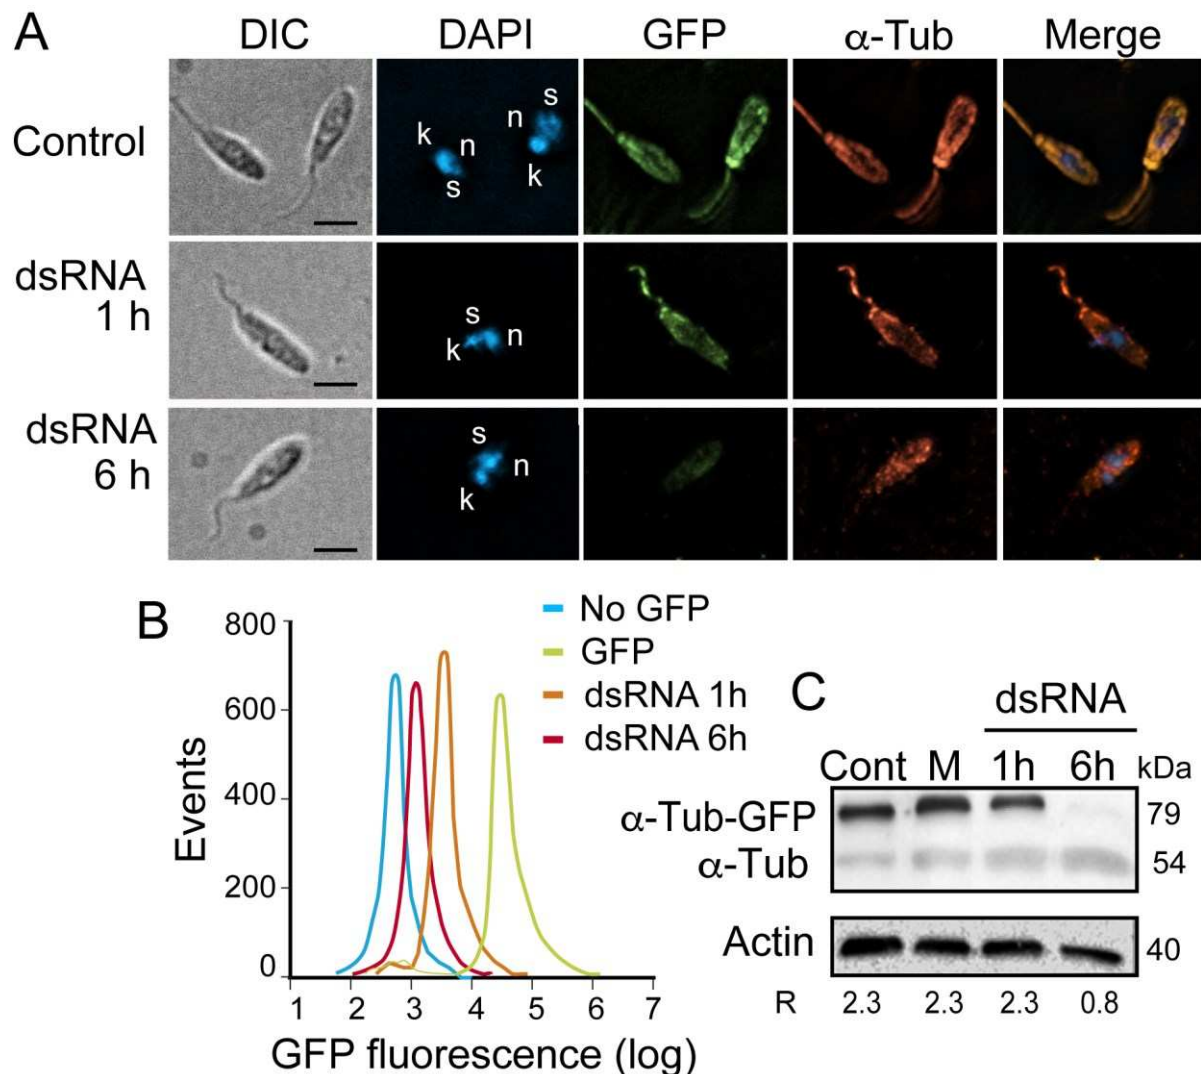 A
DIC DAPI GFP α-Tub Merge
Control
s
n
k n
s k
dsRNA
1 h
s
k n
dsRNA
6 h
s
n
k
B
800
600
400
200
0
Events
1 2 3 4 5 6 7
GFP fluorescence (log)
No GFP
GFP
dsRNA 1h
dsRNA 6h
C
dsRNA
Cont M 1h 6h kDa
α-Tub-GFP 79
α-Tub 54
Actin 40
R 2.3 2.3 2.3 0.8